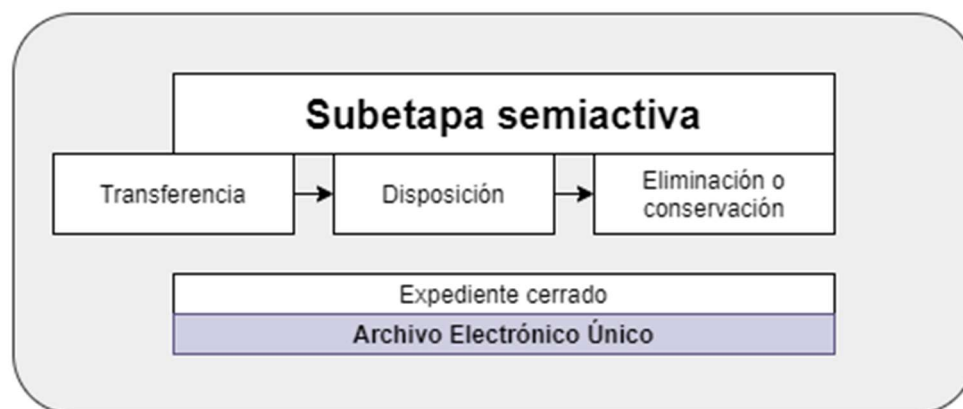 Subetapa semiactiva
Transferencia
Disposición
Eliminación o
conservación
Expediente cerrado
Archivo Electrónico Único